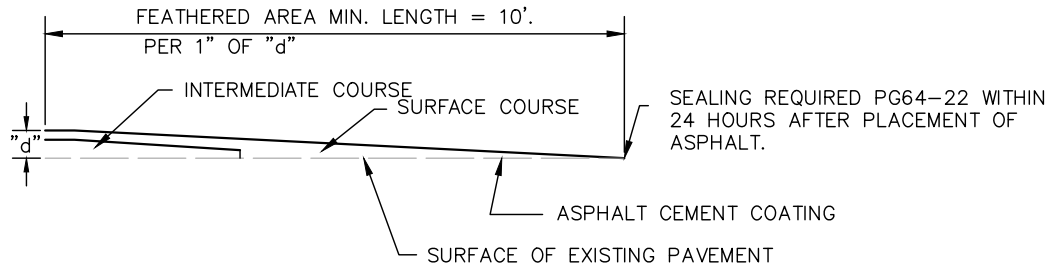 FEATHERED AREA MIN. LENGTH = 10'.
PER 1" OF "d"
INTERMEDIATE COURSE
SURFACE COURSE
"d"
SEALING REQUIRED PG64-22 WITHIN
24 HOURS AFTER PLACEMENT OF
ASPHALT.
ASPHALT CEMENT COATING
SURFACE OF EXISTING PAVEMENT